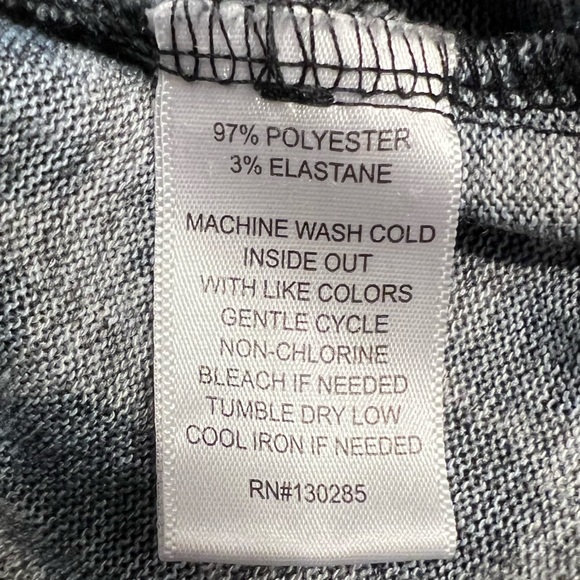 97% POLYESTER
3% ELASTANE
MACHINE WASH COLD
INSIDE OUT
WITH LIKE COLORS
GENTLE CYCLE
NON-CHLORINE
BLEACH IF NEEDED
TUMBLE DRY LOW
COOL IRON IF NEEDED
RN#130285